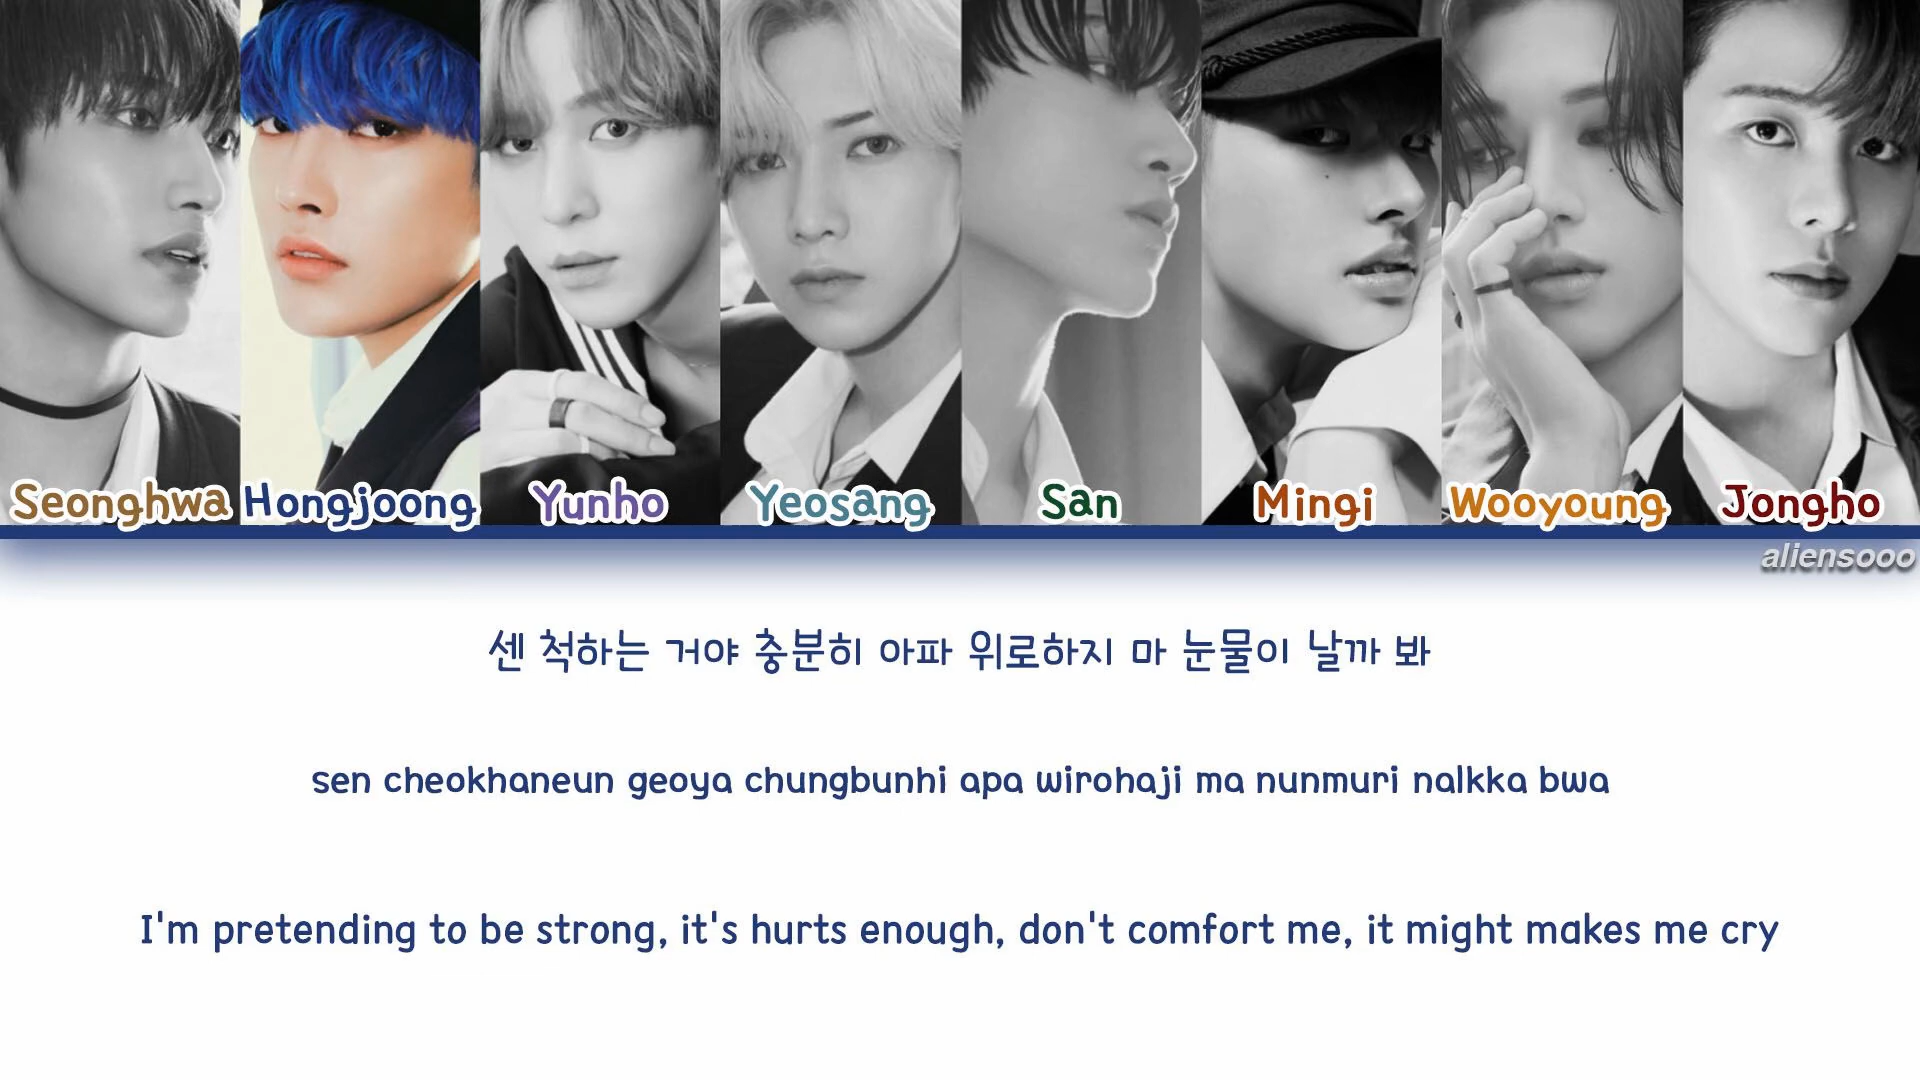 Seonghwa Hongjoong Yunho Yeosang San Mingi Wooyoung Jongho
aliensooo
센 척하는 거야 충분히 아파 위로하지 마 눈물이 날까 봐
sen cheokhaneun geoya chungbunhi apa wirohaji ma nunmuri nalkka bwa
I'm pretending to be strong, it's hurts enough, don't comfort me, it might makes me cry